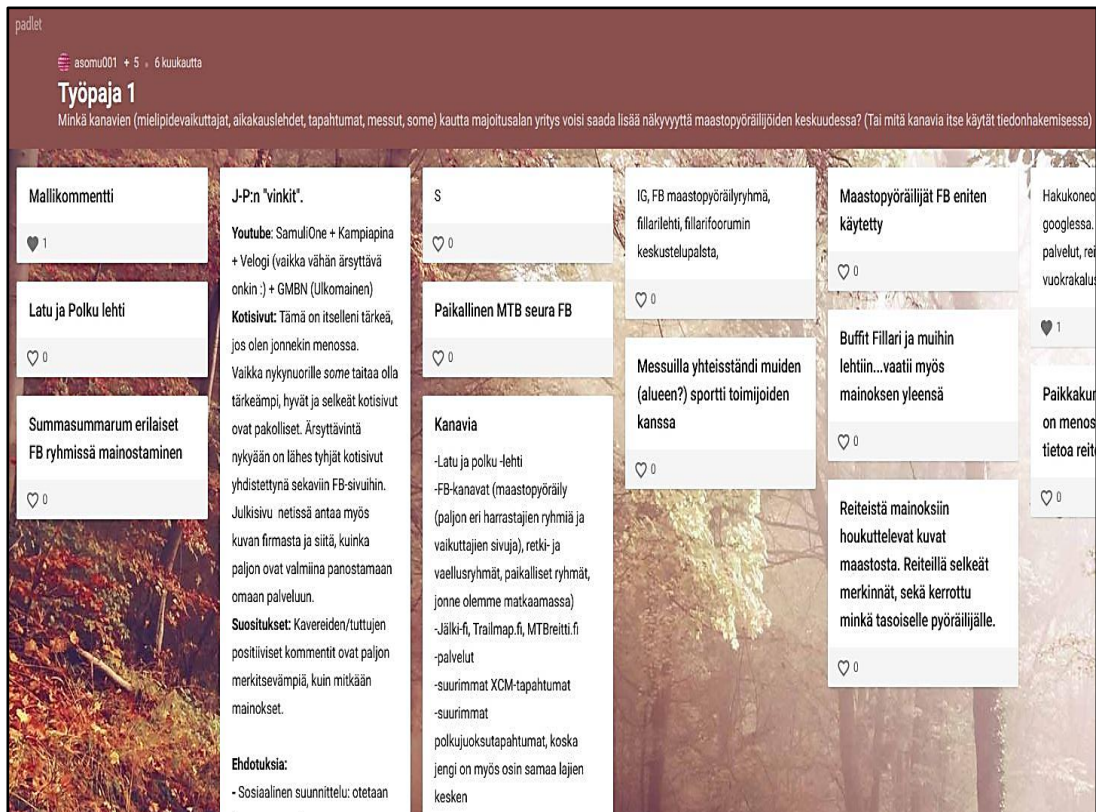 padlet
asomu001 + 5 • 6 kuukautta
Työpaja 1
Minkä kanavien (mielipidevaikuttajat, aikakauslehdet, tapahtumat, messut, some) kautta majoitusalan yritys voisi saada lisää näkyvyyttä maastopyöräilijöiden keskuudessa? (Tai mitä kanavia itse käytät tiedonhakemisessa)
Mallikommentti
1
Latu ja Polku lehti
0
Summasummarum erilaiset
FB ryhmissä mainostaminen
0
J-P:n "vinkit".
Youtube: SamuliOne + Kampiapina
+ Velogi (vaikka vähän ärsyttävä
onkin :) + GMBN (Ulkomainen)
Kotisivut: Tämä on itselleni tärkeä,
jos olen jonnekin menossa.
Vaikka nykynuorille some taitaa olla
tärkeämpi, hyvät ja selkeät kotisivut
ovat pakolliset. Ärsyttävintä
nykyään on lähes tyhjät kotisivut
yhdistettynä sekaviin FB-sivuihin.
Julkisivu netissä antaa myös
kuvan firmasta ja siitä, kuinka
paljon ovat valmiina panostamaan
omaan palveluun.
Suositukset: Kavereiden/tuttujen
positiiviset kommentit ovat paljon
merkitsevämpiä, kuin mitkään
mainokset.
Ehdotuksia:
- Sosiaalinen suunnittelu: otetaan
S
0
Paikallinen MTB seura FB
0
Kanavia
-Latu ja polku -lehti
-FB-kanavat (maastopyöräily
(paljon eri harrastajien ryhmiä ja
vaikuttajien sivuja), retki- ja
vaellusryhmät, paikalliset ryhmät,
jonne olemme matkaamassa)
-Jälki-fi, Trailmap.fi, MTBreitti.fi
-palvelut
-suurimmat XCM-tapahtumat
-suurimmat
polkujuoksutapahtumat, koska
jengi on myös osin samaa lajien
kesken
IG, FB maastopyöräilyryhmä,
fillarilehti, fillarifoorumin
keskustelupalsta,
0
Messuilla yhteisständi muiden
(alueen?) sportti toimijoiden
kanssa
0
Maastopyöräilijät FB eniten
käytetty
0
Buffit Fillari ja muihin
lehtiin...vaatii myös
mainoksen yleensä
0
Reiteistä mainoksiin
houkuttelevat kuvat
maastosta. Reiteillä selkeät
merkinnät, sekä kerrottu
minkä tasoiselle pyöräilijälle.
0
Hakukoneo
googlessa.
palvelut, rei
vuokrakalus
1
Paikkakun
on menos
tietoa reite
0